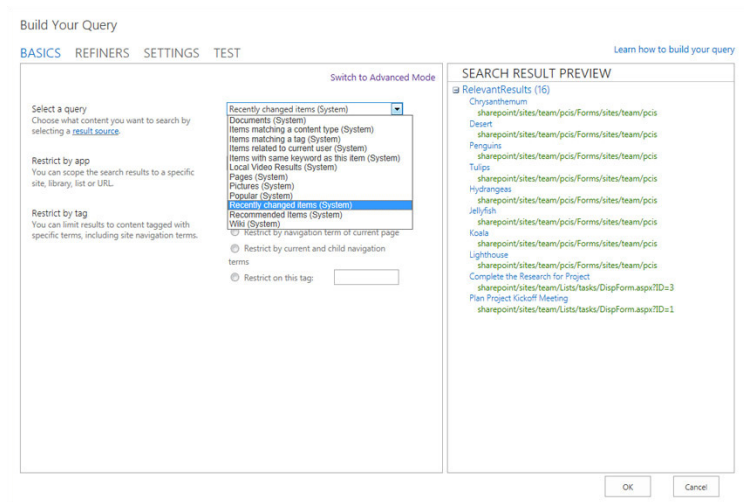 Build Your Query
BASICS REFINERS SETTINGS TEST
Learn how to build your query
Switch to Advanced Mode
Select a query
Choose what content you want to search by
selecting a result source.
Restrict by app
You can scope the search results to a specific
site, library, list or URL.
Restrict by tag
You can limit results to content tagged with
specific terms, including site navigation terms.
Recently changed items (System)
Documents (System)
Items matching a content type (System)
Items matching a tag (System)
Items related to current user (System)
Items with same keyword as this item (System)
Local Video Results (System)
Pages (System)
Pictures (System)
Popular (System)
Recently changed items (System)
Recommended Items (System)
Wiki (System)
Restrict by navigation term of current page
Restrict by current and child navigation
terms
Restrict on this tag:
SEARCH RESULT PREVIEW
RelevantResults (16)
Chrysanthemum
sharepoint/sites/team/pcis/Forms/sites/team/pcis
Desert
sharepoint/sites/team/pcis/Forms/sites/team/pcis
Penguins
sharepoint/sites/team/pcis/Forms/sites/team/pcis
Tulips
sharepoint/sites/team/pcis/Forms/sites/team/pcis
Hydrangeas
sharepoint/sites/team/pcis/Forms/sites/team/pcis
Jellyfish
sharepoint/sites/team/pcis/Forms/sites/team/pcis
Koala
sharepoint/sites/team/pcis/Forms/sites/team/pcis
Lighthouse
sharepoint/sites/team/pcis/Forms/sites/team/pcis
Complete the Research for Project
sharepoint/sites/team/Lists/tasks/DispForm.aspx?ID=3
Plan Project Kickoff Meeting
sharepoint/sites/team/Lists/tasks/DispForm.aspx?ID=1
OK
Cancel